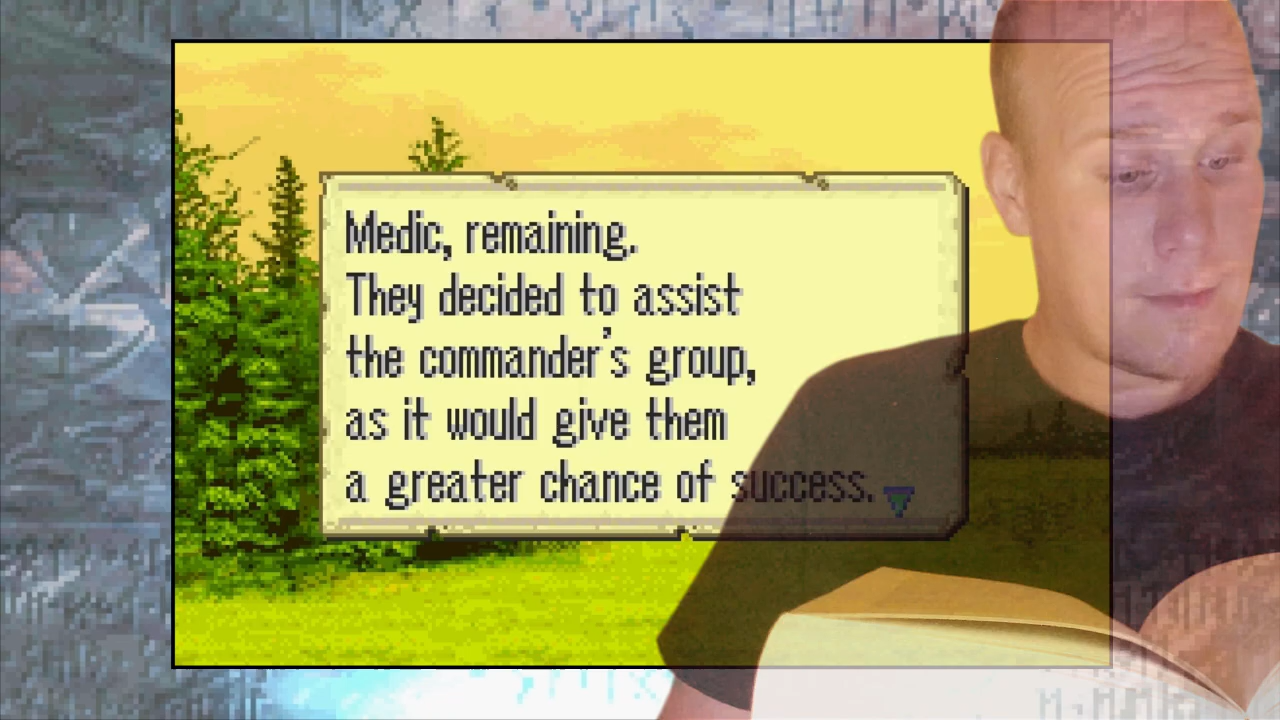 Medic, remaining.
They decided to assist
the commander's group,
as it would give them
a greater chance of success.